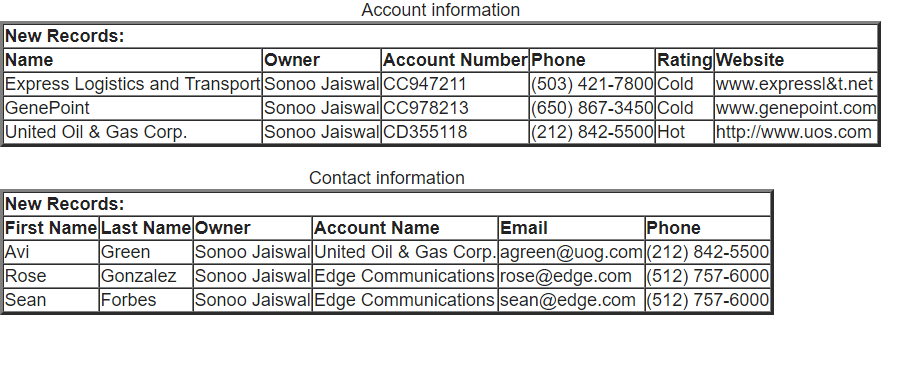 Account information
New Records:
Name Owner Account Number Phone Rating Website
Express Logistics and Transport Sonoo Jaiswal CC947211 (503) 421-7800 Cold www.expressl&t.net
GenePoint Sonoo Jaiswal CC978213 (650) 867-3450 Cold www.genepoint.com
United Oil & Gas Corp. Sonoo Jaiswal CD355118 (212) 842-5500 Hot http://www.uos.com
Contact information
New Records:
First Name Last Name Owner Account Name Email Phone
Avi Green Sonoo Jaiswal United Oil & Gas Corp. agreen@uog.com (212) 842-5500
Rose Gonzalez Sonoo Jaiswal Edge Communications rose@edge.com (512) 757-6000
Sean Forbes Sonoo Jaiswal Edge Communications sean@edge.com (512) 757-6000